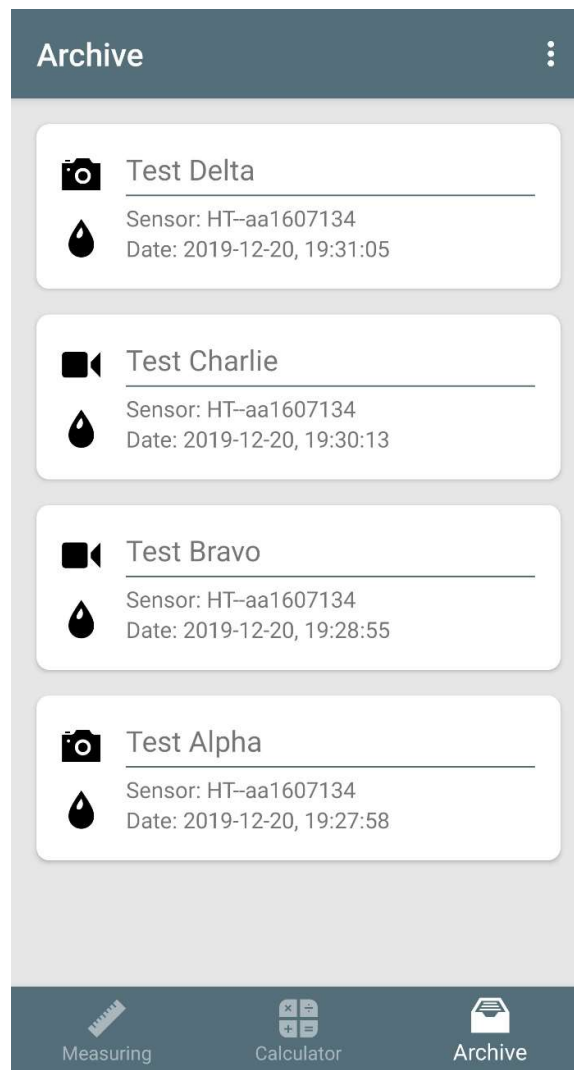 Archive
Test Delta
Sensor: HT--aa1607134
Date: 2019-12-20, 19:31:05
Test Charlie
Sensor: HT--aa1607134
Date: 2019-12-20, 19:30:13
Test Bravo
Sensor: HT--aa1607134
Date: 2019-12-20, 19:28:55
Test Alpha
Sensor: HT--aa1607134
Date: 2019-12-20, 19:27:58
Measuring Calculator Archive